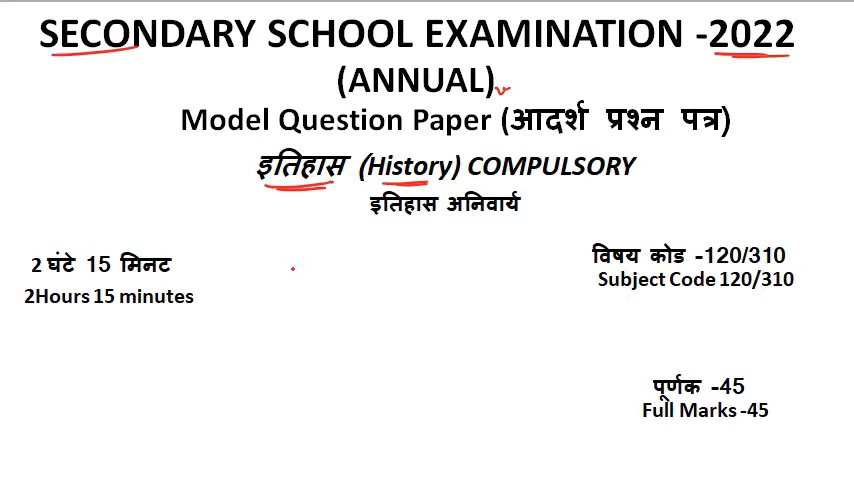 SECONDARY SCHOOL EXAMINATION -2022
(ANNUAL)
Model Question Paper (आदर्श प्रश्न पत्र)
इतिहास (History) COMPULSORY
इतिहास अनिवार्य
2 घंटे 15 मिनट
2Hours 15 minutes
विषय कोड -120/310
Subject Code 120/310
पूर्णक -45
Full Marks -45